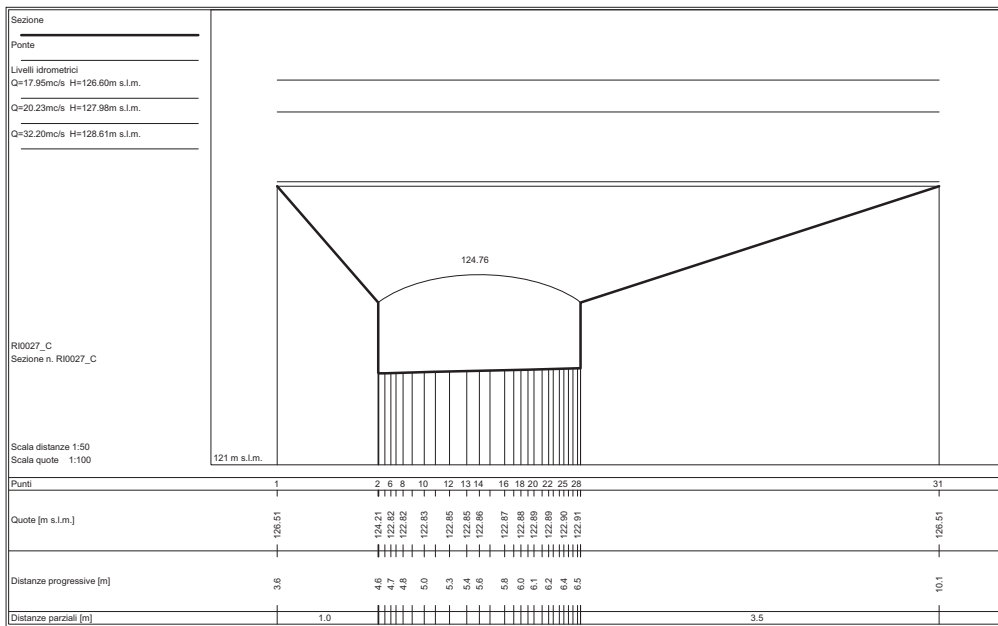 Sezione
Ponte
Livelli idrometrici
Q=17.95mc/s H=126.60m s.l.m.
Q=20.23mc/s H=127.98m s.l.m.
Q=32.20mc/s H=128.61m s.l.m.
124.76
RI0027_C
Sezione n. RI0027_C
Scala distanze 1:50
Scala quote 1:100
121 m s.l.m.
Punti 1 2 6 8 10 12 13 14 16 18 20 22 25 28 31
Quote [m s.l.m.] 126.51 124.21 122.82 122.82 122.83 122.85 122.85 122.86 122.87 122.88 122.89 122.89 122.90 122.91 126.51
Distanze progressive [m] 3.6 4.6 4.7 4.8 5.0 5.3 5.4 5.6 5.8 6.0 6.1 6.2 6.4 6.5 10.1
Distanze parziali [m] 1.0 3.5